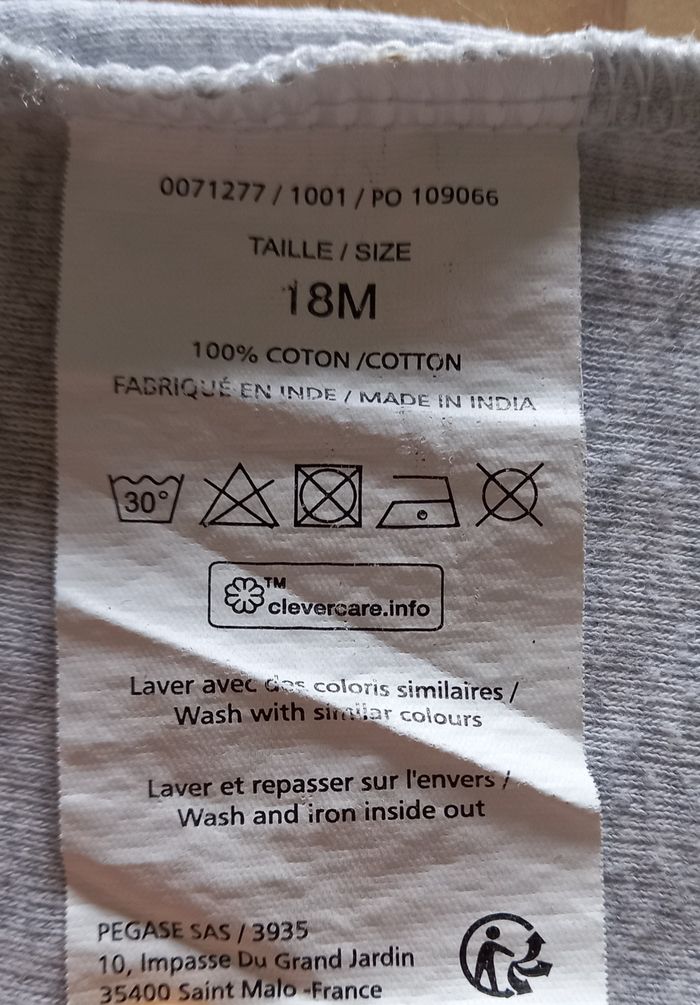 0071277 / 1001 / PO 109066
TAILLE / SIZE
18M
100% COTON /COTTON
FABRIQUÉ EN INDE / MADE IN INDIA
30°
TM
clevercare.info
Laver avec des coloris similaires /
Wash with similar colours
Laver et repasser sur l'envers /
Wash and iron inside out
PEGASE SAS / 3935
10, Impasse Du Grand Jardin
35400 Saint Malo -France